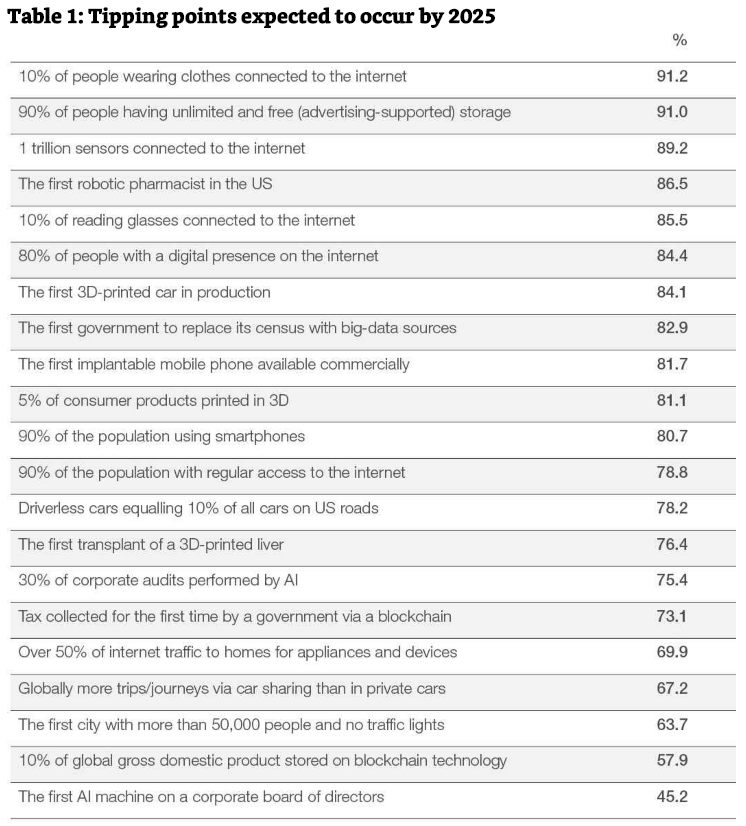 Table 1: Tipping points expected to occur by 2025
%
10% of people wearing clothes connected to the internet 91.2
90% of people having unlimited and free (advertising-supported) storage 91.0
1 trillion sensors connected to the internet 89.2
The first robotic pharmacist in the US 86.5
10% of reading glasses connected to the internet 85.5
80% of people with a digital presence on the internet 84.4
The first 3D-printed car in production 84.1
The first government to replace its census with big-data sources 82.9
The first implantable mobile phone available commercially 81.7
5% of consumer products printed in 3D 81.1
90% of the population using smartphones 80.7
90% of the population with regular access to the internet 78.8
Driverless cars equalling 10% of all cars on US roads 78.2
The first transplant of a 3D-printed liver 76.4
30% of corporate audits performed by AI 75.4
Tax collected for the first time by a government via a blockchain 73.1
Over 50% of internet traffic to homes for appliances and devices 69.9
Globally more trips/journeys via car sharing than in private cars 67.2
The first city with more than 50,000 people and no traffic lights 63.7
10% of global gross domestic product stored on blockchain technology 57.9
The first AI machine on a corporate board of directors 45.2